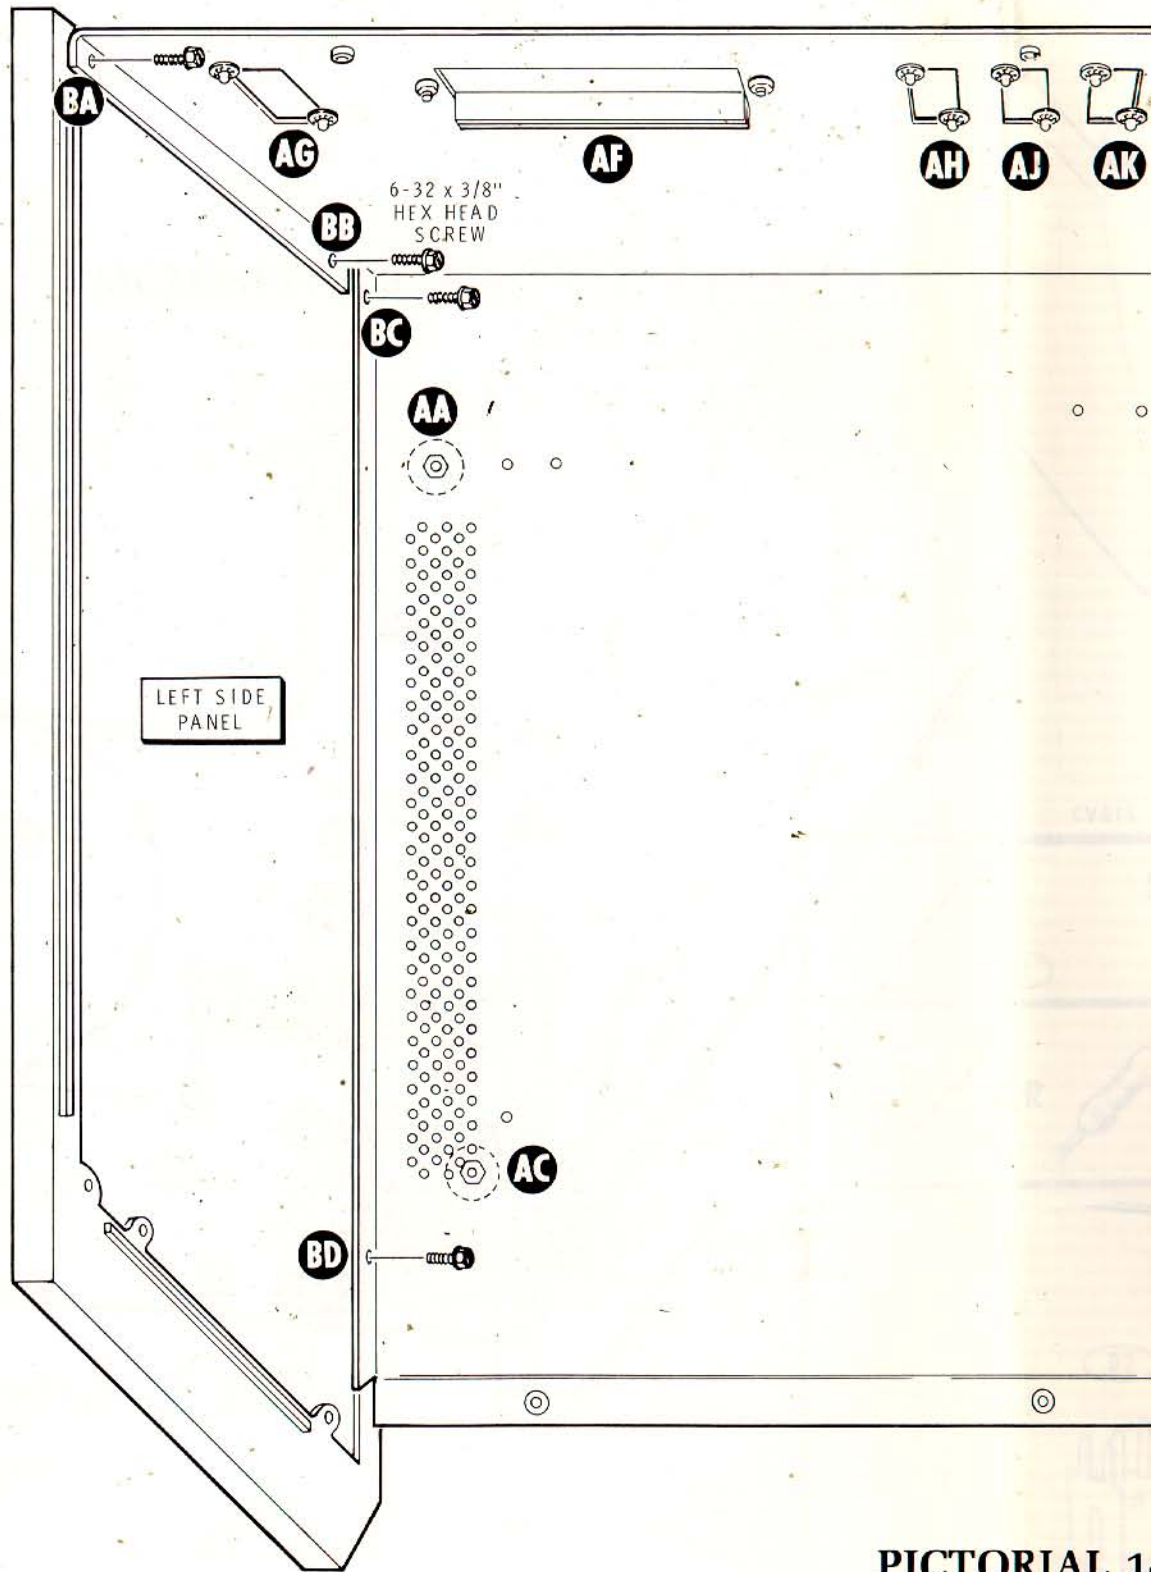 BA
AG
AF
AH
AJ
AK
6-32 x 3/8"
HEX HEAD
SCREW
BB
BC
AA
LEFT SIDE
PANEL
AC
BD
PICTORIAL